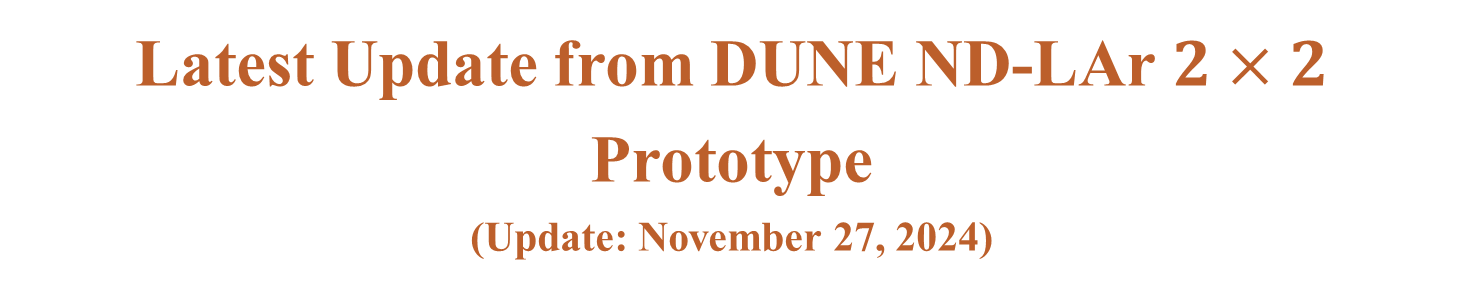 Latest Update from DUNE ND-LAr 2 × 2
Prototype
(Update: November 27, 2024)